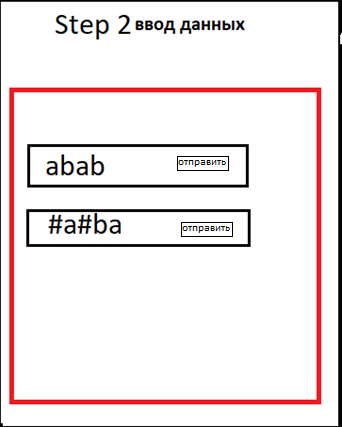 Step 2 ввод данных
abab отправить
#a#ba отправить